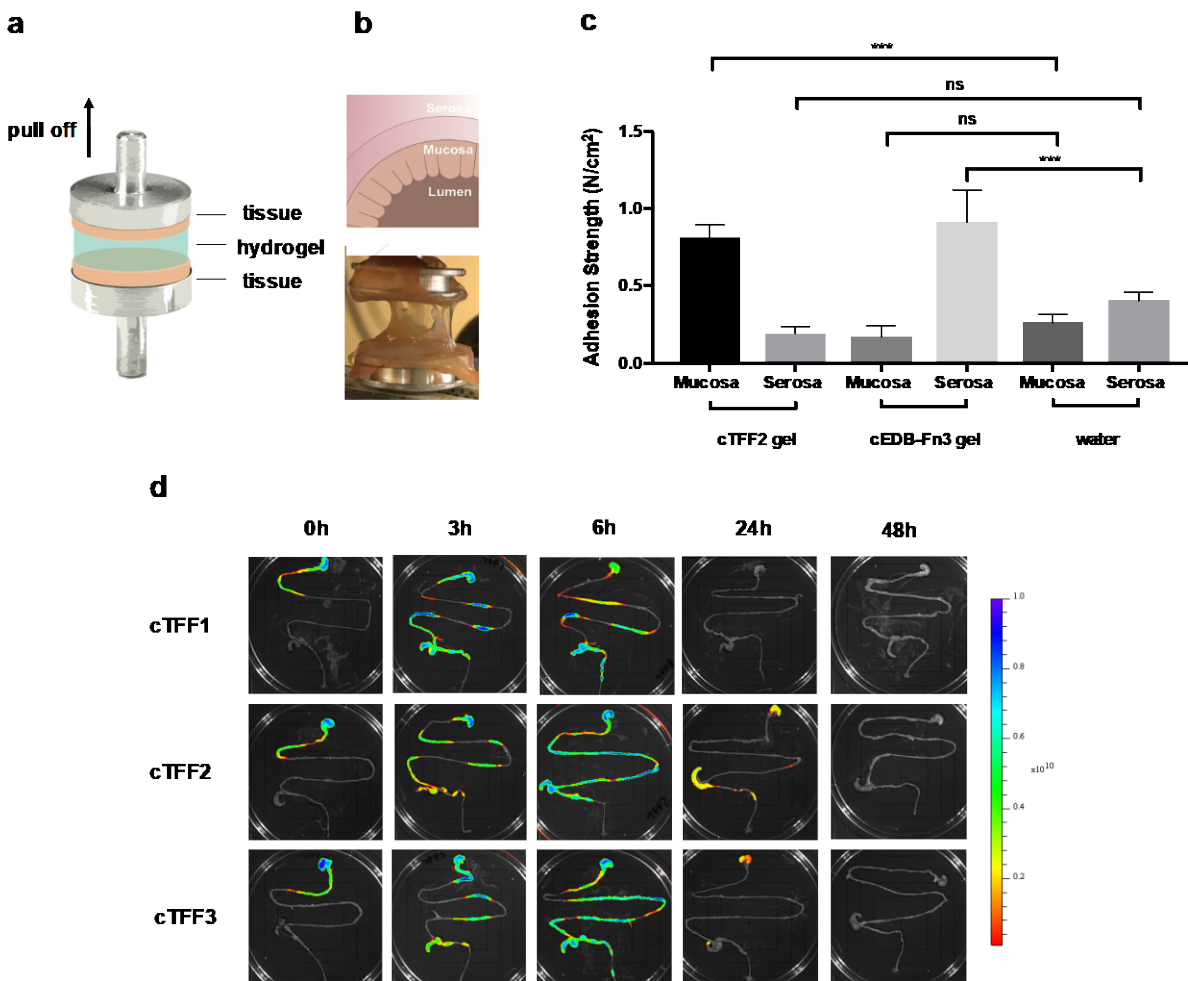 a
b
c
pull off
tissue
hydrogel
tissue
Serosa
Mucosa
Lumen
***
ns
ns
***
Adhesion Strength (N/cm²)
1.5
1.0
0.5
0.0
Mucosa Serosa Mucosa Serosa Mucosa Serosa
cTFF2 gel cEDB-Fn3 gel water
d
0h 3h 6h 24h 48h
cTFF1
cTFF2
cTFF3
1.0
0.8
0.6
x10¹⁰
0.4
0.2